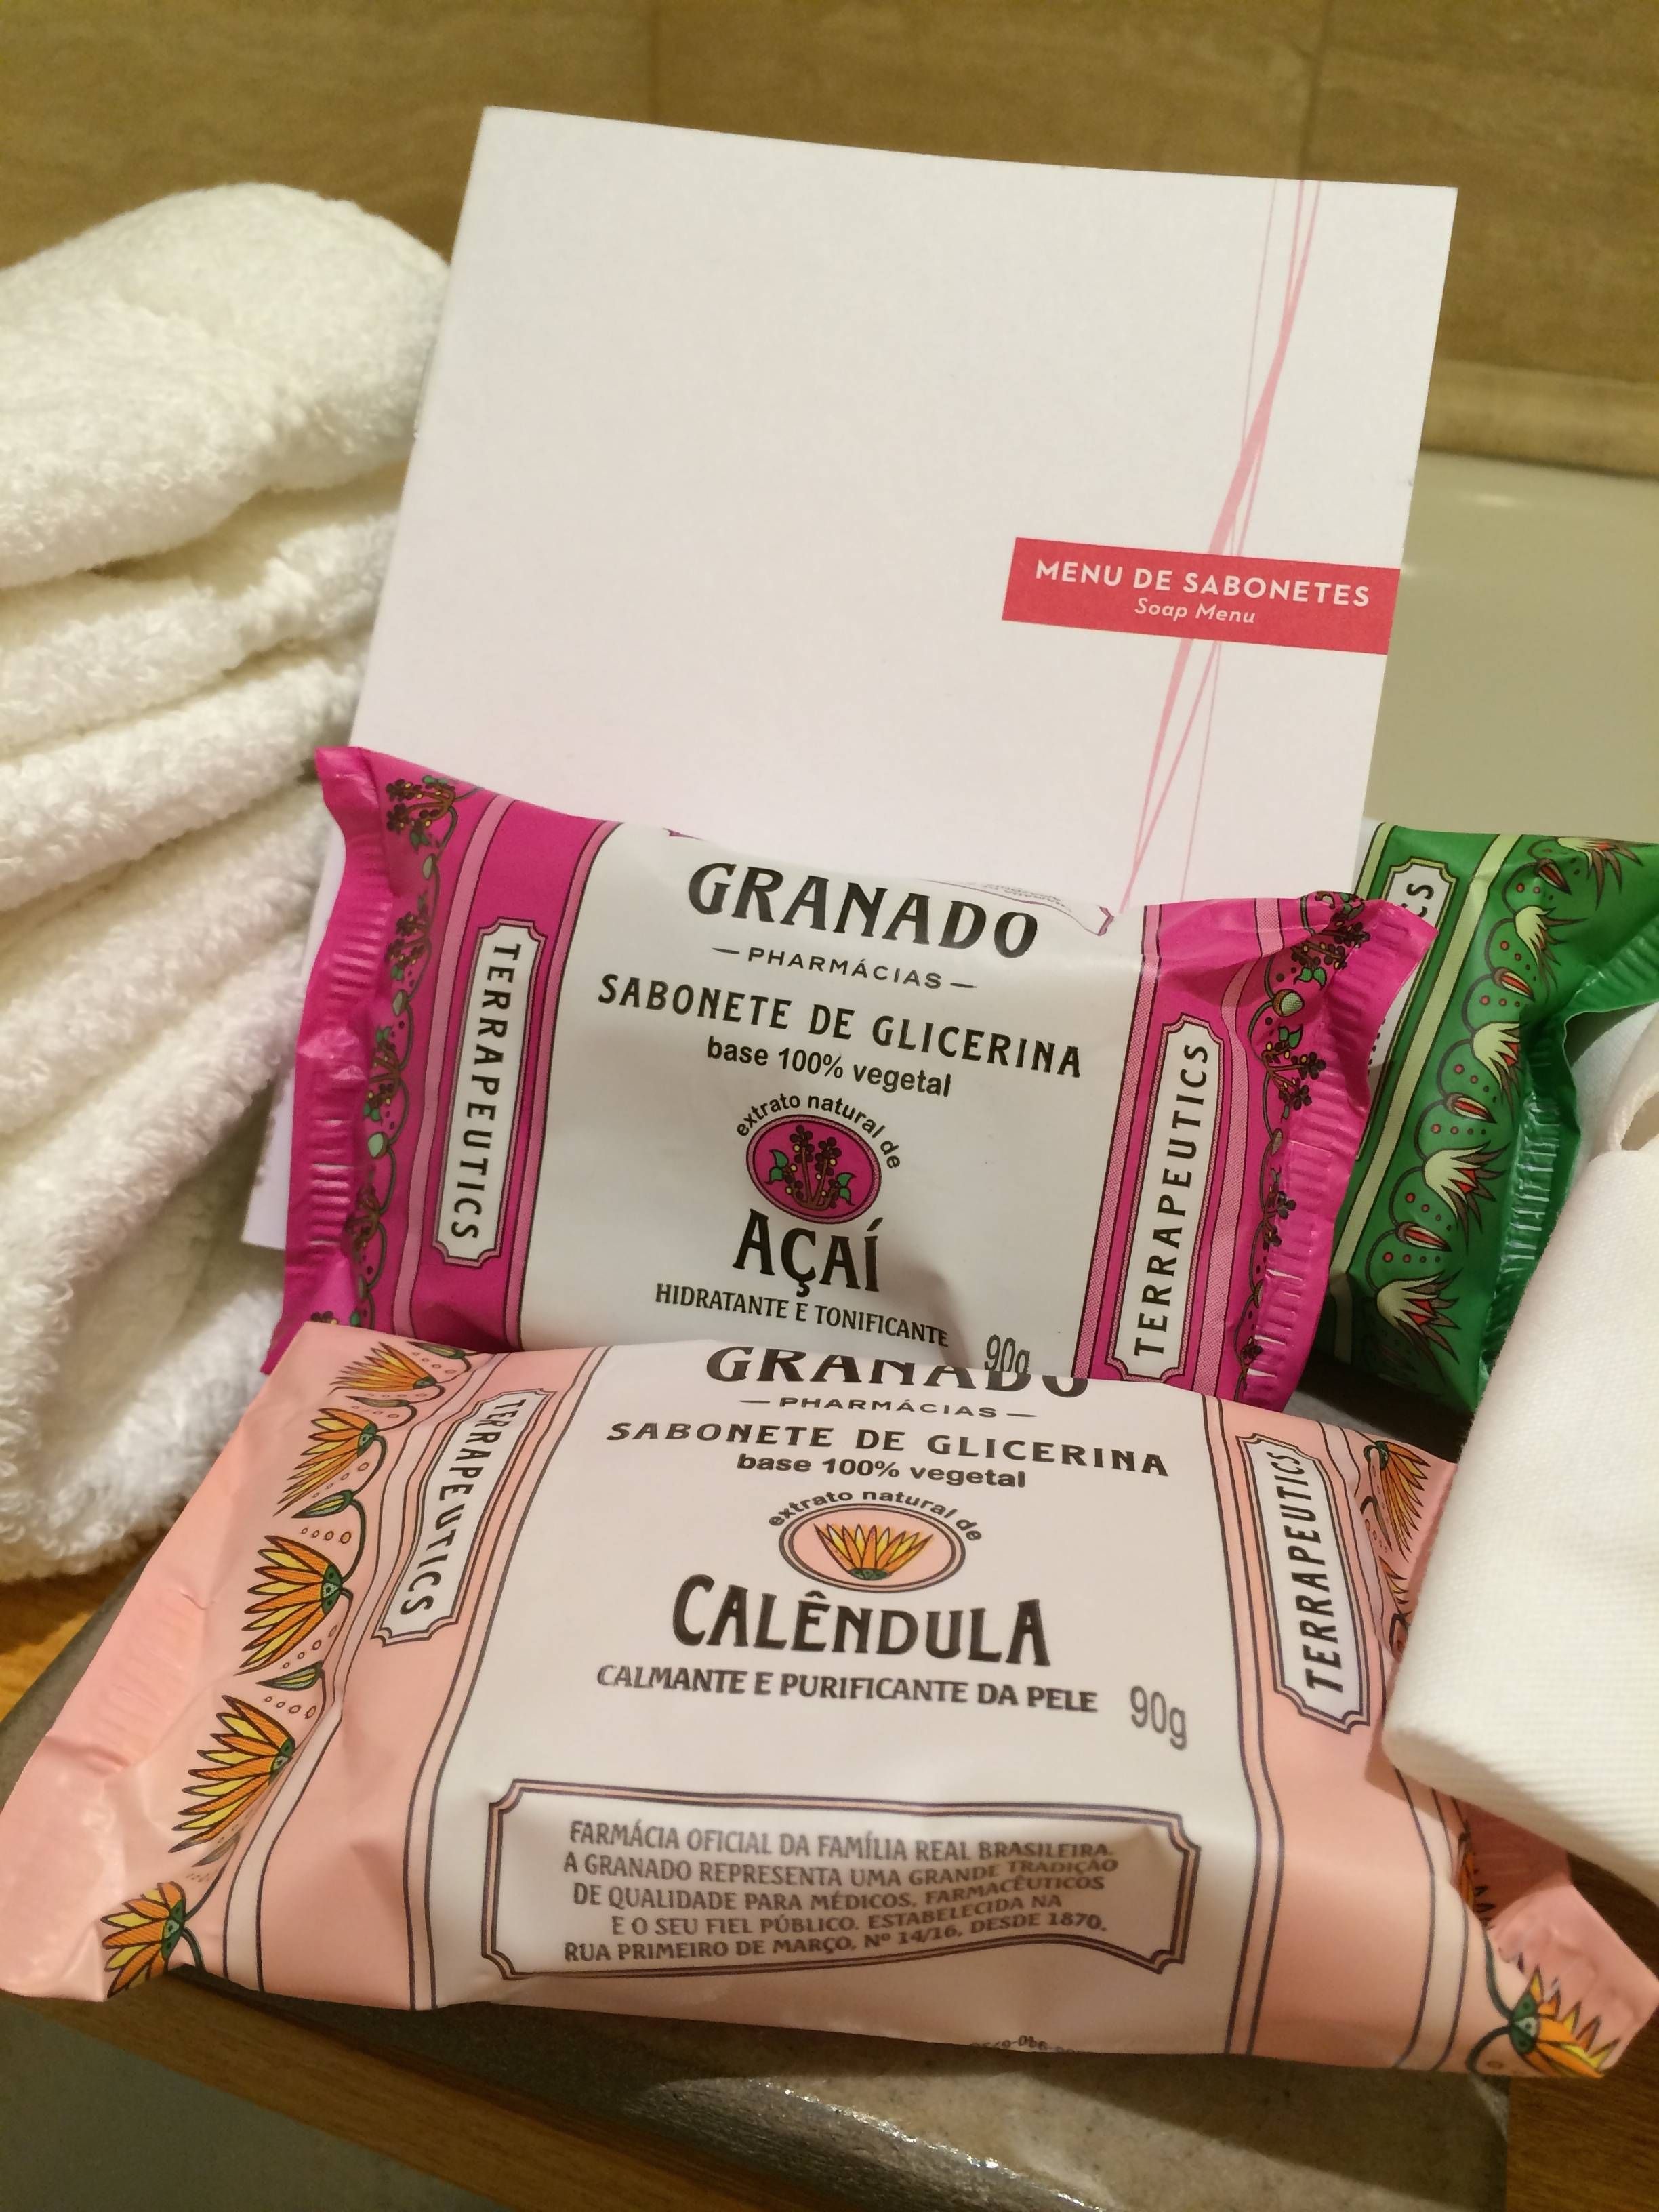 MENU DE SABONETES
Soap Menu
GRANADO
PHARMÁCIAS
SABONETE DE GLICERINA
base 100% vegetal
extrato natural de
AÇAÍ
HIDRATANTE E TONIFICANTE
90g
TERRAPEUTICS
TERRAPEUTICS
GRANADO
PHARMÁCIAS
SABONETE DE GLICERINA
base 100% vegetal
extrato natural de
CALÊNDULA
CALMANTE E PURIFICANTE DA PELE
90g
TERRAPEUTICS
TERRAPEUTICS
FARMÁCIA OFICIAL DA FAMÍLIA REAL BRASILEIRA.
A GRANADO REPRESENTA UMA GRANDE TRADIÇÃO
DE QUALIDADE PARA MÉDICOS, FARMACÊUTICOS
E O SEU FIEL PÚBLICO. ESTABELECIDA NA
RUA PRIMEIRO DE MARÇO, Nº 14/16, DESDE 1870.